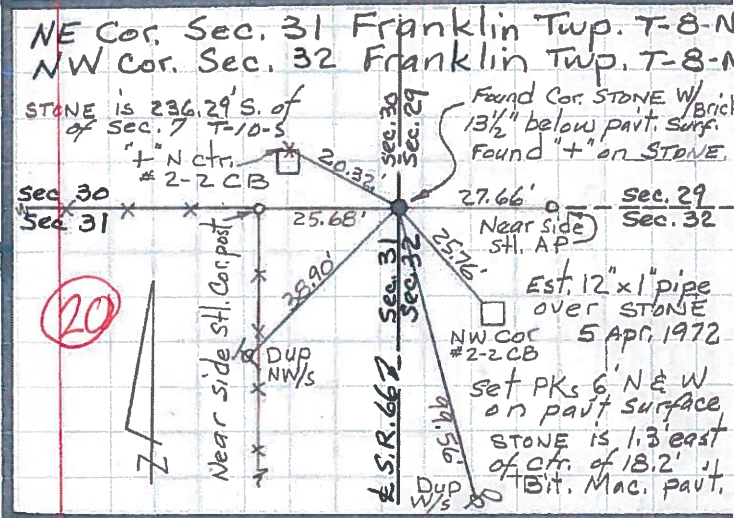 NE Cor. Sec. 31 Franklin Twp. T-8-N
NW Cor. Sec. 32 Franklin Twp. T-8-N
STONE is 236.29' S. of
of Sec. 7 T-10-S
"+" N ctr.
# 2-2 CB
20.32'
Sec. 30
Sec. 29
Found Cor. STONE W/Brick
13½" below pavt. Surf.
Found "+" on STONE.
Sec 30
Sec 31
25.68'
27.66'
Sec. 29
Sec. 32
Near side
stl. AP
Near side stl. Cor. post
38.90'
Sec. 31
Sec. 32
25.76'
20
Est. 12" x 1" pipe
over STONE
5 Apr. 1972
NW Cor
#2-2 CB
Dup
NW/s
Set PKs 6' N & W
on pavt surface
STONE is 1.3' east
of ctr. of 18.2'
Bit. Mac. pavt.
℄ S.R. 662
94.56'
Dup
W/s
N